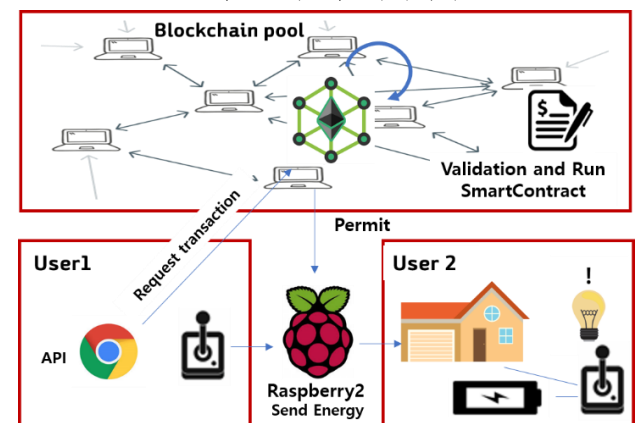 Blockchain pool
$
Validation and Run
SmartContract
Request transaction
Permit
User1
User 2
!
API
Raspberry2
Send Energy